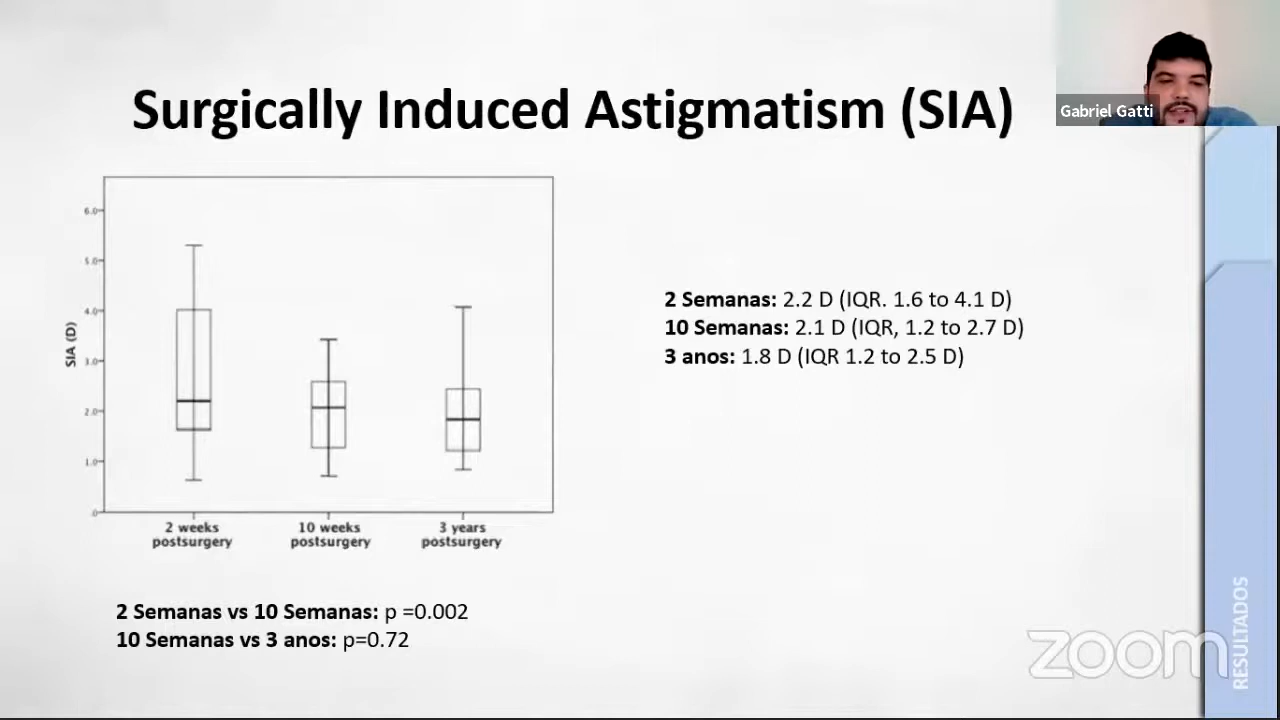 Surgically Induced Astigmatism (SIA)
Gabriel Gatti
6.0
5.0
4.0
3.0
2.0
1.0
0
SIA (D)
2 weeks
postsurgery
10 weeks
postsurgery
3 years
postsurgery
2 Semanas: 2.2 D (IQR. 1.6 to 4.1 D)
10 Semanas: 2.1 D (IQR, 1.2 to 2.7 D)
3 anos: 1.8 D (IQR 1.2 to 2.5 D)
2 Semanas vs 10 Semanas: p =0.002
10 Semanas vs 3 anos: p=0.72
RESULTADOS
zoom